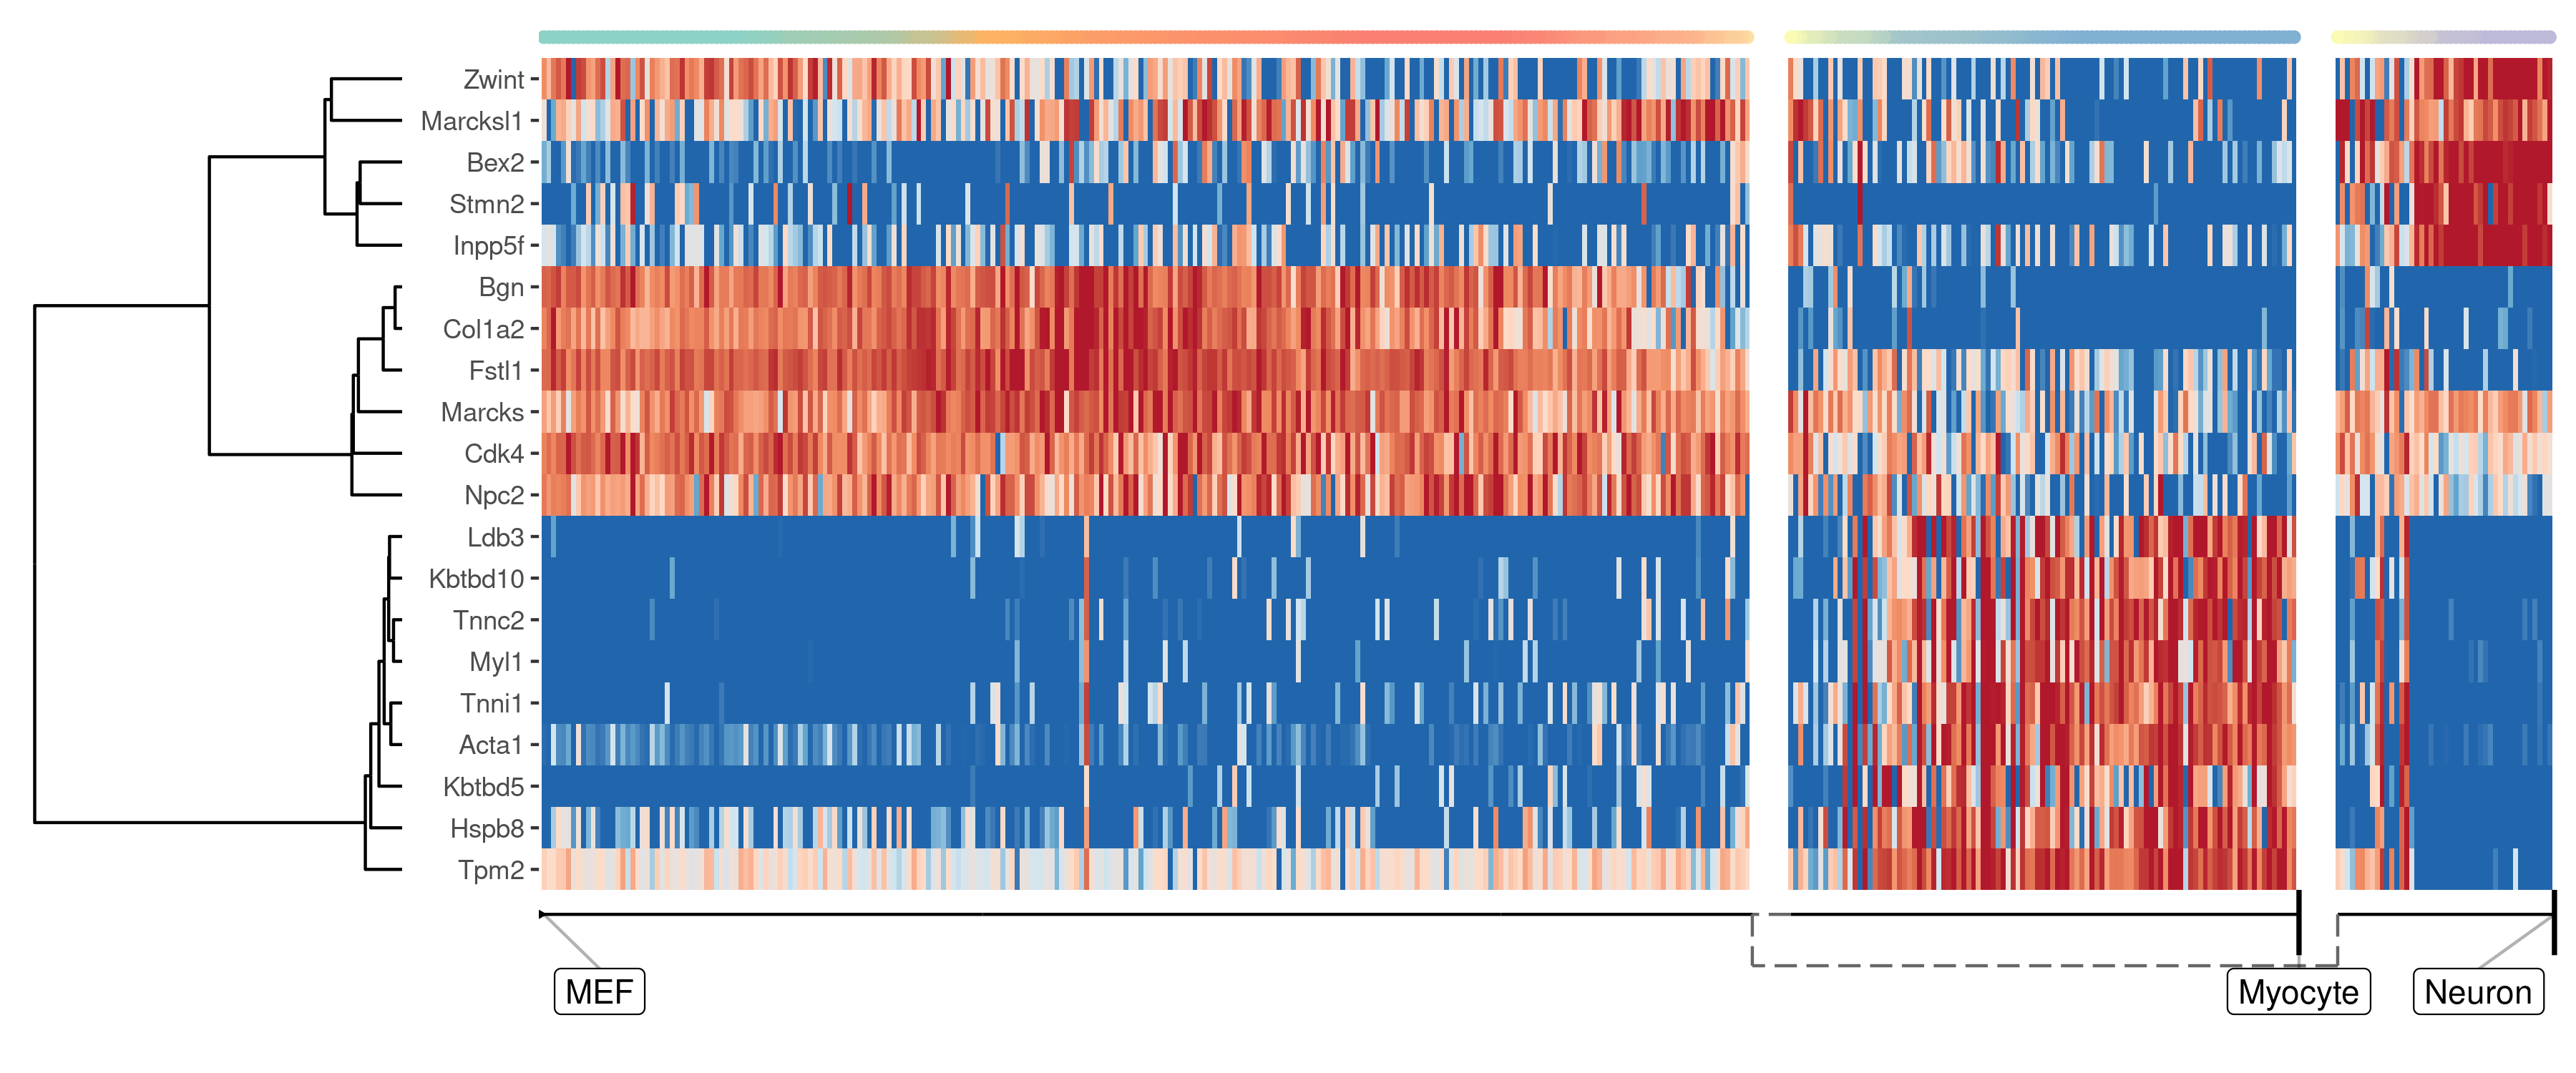 Zwint
Marcksl1
Bex2
Stmn2
Inpp5f
Bgn
Col1a2
Fstl1
Marcks
Cdk4
Npc2
Ldb3
Kbtbd10
Tnnc2
Myl1
Tnni1
Acta1
Kbtbd5
Hspb8
Tpm2
MEF
Myocyte
Neuron